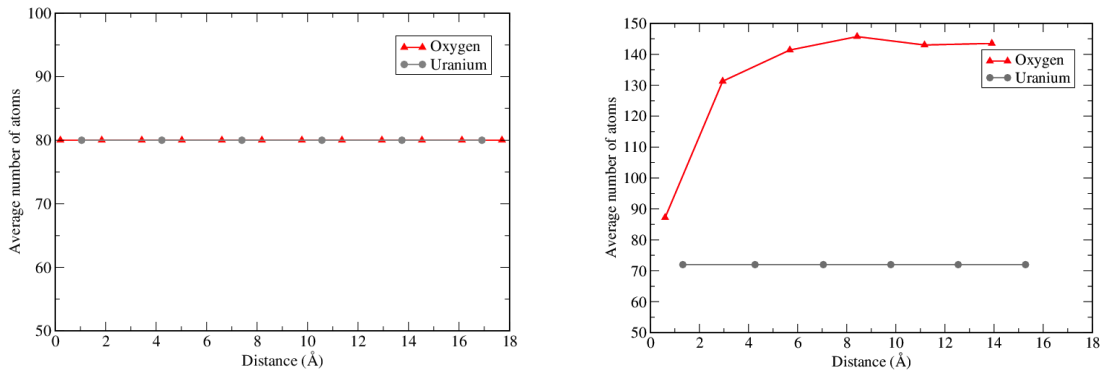 100
90
80
70
60
50
Average number of atoms
0 2 4 6 8 10 12 14 16 18
Distance (Å)
Oxygen
Uranium
150
140
130
120
110
100
90
80
70
60
50
Average number of atoms
0 2 4 6 8 10 12 14 16 18
Distance (Å)
Oxygen
Uranium